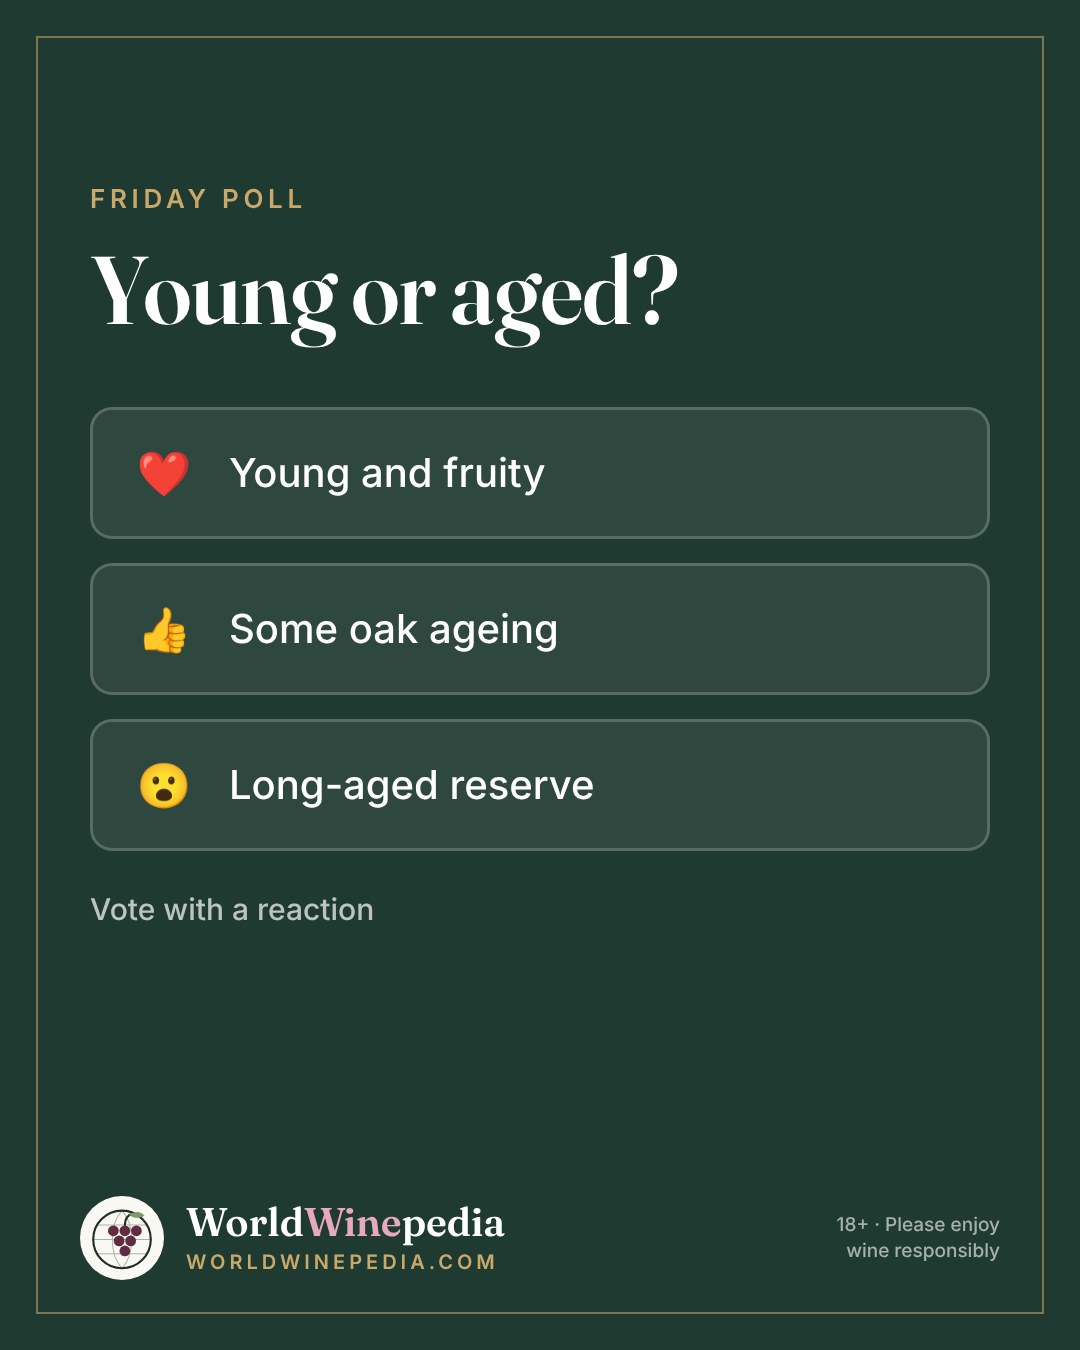 FRIDAY POLL
Young or aged?
❤️ Young and fruity
👍 Some oak ageing
😮 Long-aged reserve
Vote with a reaction
WorldWinepedia
WORLDWINEPEDIA.COM
18+ · Please enjoy
wine responsibly